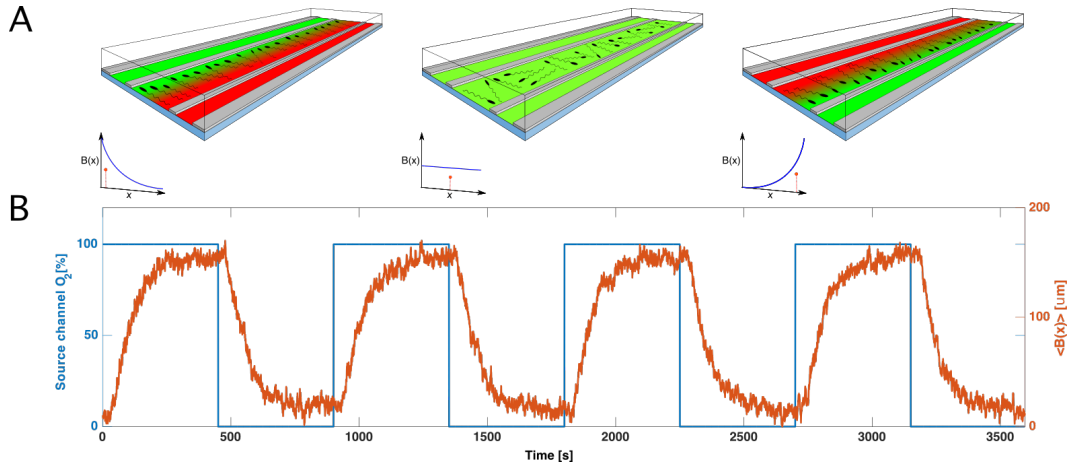 A
B(x)
x
B(x)
x
B(x)
x
B
Source channel O2[%]
100
50
0
200
100
0
<B(x)> [um]
0
500
1000
1500
2000
2500
3000
3500
Time [s]